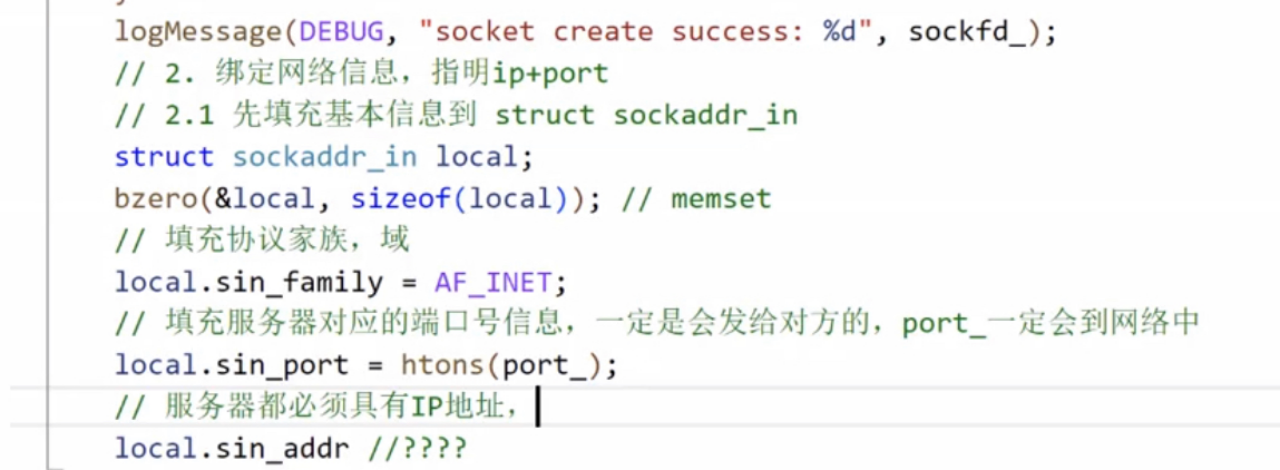 logMessage(DEBUG, "socket create success: %d", sockfd_);
// 2. 绑定网络信息，指明ip+port
// 2.1 先填充基本信息到 struct sockaddr_in
struct sockaddr_in local;
bzero(&local, sizeof(local)); // memset
// 填充协议家族，域
local.sin_family = AF_INET;
// 填充服务器对应的端口号信息，一定是会发给对方的，port_一定会到网络中
local.sin_port = htons(port_);
// 服务器都必须具有IP地址，
local.sin_addr //????